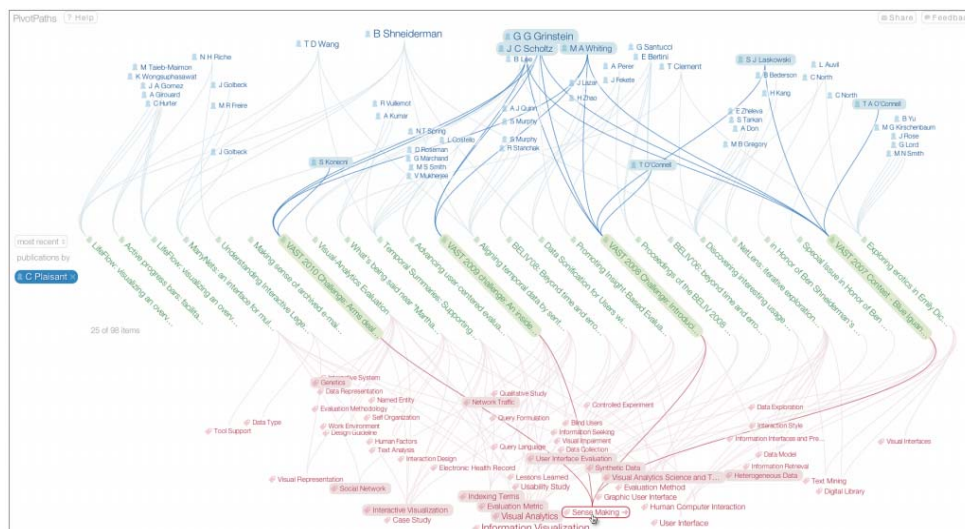 PivotPaths
? Help
Share
Feedba
T D Wang
B Shneiderman
G G Grinstein
J C Scholtz
M A Whiting
B Lee
G Santucci
E Bertini
N H Riche
M Taieb-Maimon
K Wongsuphasawat
J A Gomez
A Girouard
C Hurter
J Golbeck
M R Freire
J Golbeck
R Vuillemot
A Kumar
A Perer
J Fekete
T Clement
J Lazar
H Zhao
S J Laskowski
B Bederson
H Kang
L Auvil
C North
C North
T A O'Connell
A J Quinn
S Murphy
N.T Spring
L Costello
S Murphy
R Stanchak
D Roseman
G Marchand
M S Smith
V Mukherjee
S Konecni
T O'Connell
E Zheleva
S Tarkan
A Don
M B Gregory
B Yu
M G Kirschenbaum
J Rose
G Lord
M N Smith
most recent
publications by
C Plaisant
25 of 98 items
LifeFlow: visualizing an overv...
Active progress bars: facilita...
LifeFlow: visualizing an overv...
ManyNets: an interface for mul...
Understanding Interactive Lege...
Making sense of archived e-mai...
VAST 2010 Challenge: Arms deal...
Visual-Analytics Evaluation
What's being said near "Martha...
Temporal Summaries: Supporting...
Advancing user-centered evalua...
VAST 2009 challenge: An inside...
Aligning temporal data by sent...
BELIV'08: Beyond time and erro...
Data Sonification for Users wi...
Promoting Insight-Based Evalua...
VAST 2008 Challenge: Introduci...
Proceedings of the BELIV 2008 ...
BELIV'06: beyond time and erro...
Discovering interesting usage...
NetLens: iterative exploration...
in Honor of Ben Shneiderman's ...
Special Issue in Honor of Ben ...
VAST 2007 Contest - Blue Iguan...
Exploring erotics in Emily Dic...
Interactive System
Genetics
Data Representation
Named Entity
Evaluation Methodology
Self Organization
Data Type
Tool Support
Work Environment
Design Guideline
Human Factors
Text Analysis
Interaction Design
Visual Representation
Social Network
Electronic Health Record
Qualitative Study
Network Traffic
Query Formulation
Query Language
Controlled Experiment
Blind Users
Information Seeking
Visual Impairment
Data Collection
User Interface Evaluation
Synthetic Data
Lessons Learned
Usability Study
Visual Analytics Science and T...
Evaluation Method
Graphic User Interface
Data Exploration
Interaction Style
Information Interfaces and Pre...
Visual Interfaces
Data Model
Information Retrieval
Heterogeneous Data
Text Mining
Digital Library
Indexing Terms
Evaluation Metric
Interactive Visualization
Case Study
Visual Analytics
Sense Making
Human Computer Interaction
Information Visualization
User Interface